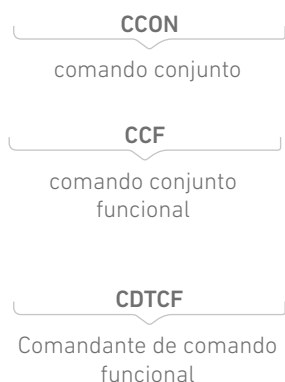 CCON
comando conjunto
CCF
comando conjunto
funcional
CDTCF
Comandante de comando
funcional